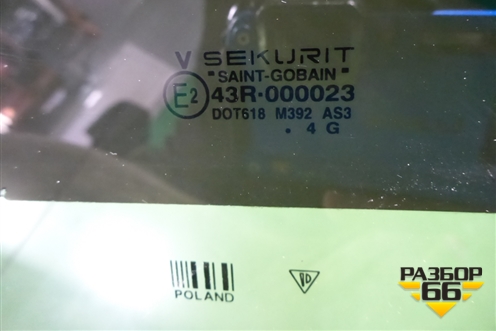 V SEKURIT
"SAINT-GOBAIN"
E2 43R-000023
DOT618 M392 AS3
. 4 G
POLAND
РАЗБОР
66